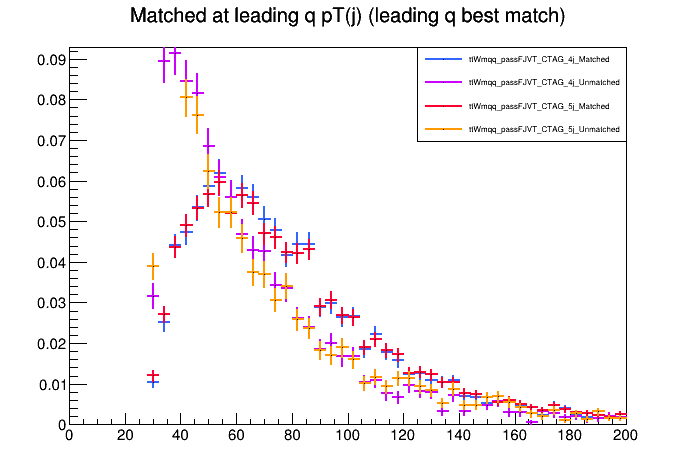 Matched at leading q pT(j) (leading q best match)
ttWmqq_passFJVT_CTAG_4j_Matched
ttWmqq_passFJVT_CTAG_4j_Unmatched
ttWmqq_passFJVT_CTAG_5j_Matched
ttWmqq_passFJVT_CTAG_5j_Unmatched
0.09
0.08
0.07
0.06
0.05
0.04
0.03
0.02
0.01
0
0 20 40 60 80 100 120 140 160 180 200